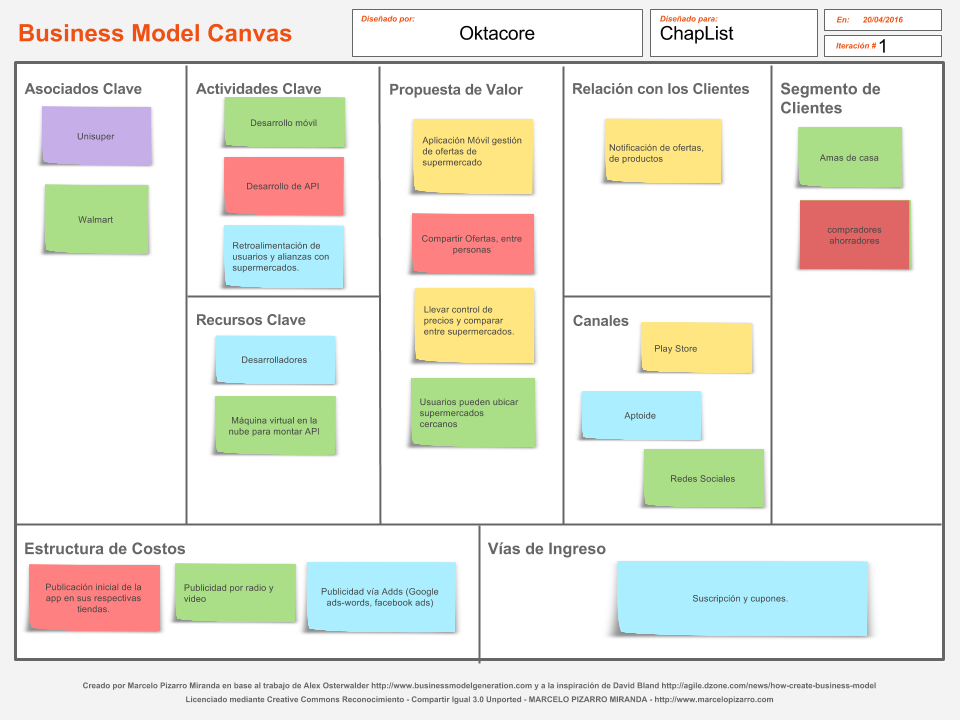 Business Model Canvas
Diseñado por:
Oktacore
Diseñado para:
ChapList
En: 20/04/2016
Iteración # 1
Asociados Clave
Unisuper
Walmart
Actividades Clave
Desarrollo móvil
Desarrollo de API
Retroalimentación de
usuarios y alianzas con
supermercados.
Recursos Clave
Desarrolladores
Máquina virtual en la
nube para montar API
Propuesta de Valor
Aplicación Móvil gestión
de ofertas de
supermercado
Compartir Ofertas, entre
personas
Llevar control de
precios y comparar
entre supermercados.
Usuarios pueden ubicar
supermercados
cercanos
Relación con los Clientes
Notificación de ofertas,
de productos
Canales
Play Store
Aptoide
Redes Sociales
Segmento de
Clientes
Amas de casa
compradores
ahorradores
Estructura de Costos
Publicación inicial de la
app en sus respectivas
tiendas.
Publicidad por radio y
video
Publicidad vía Adds (Google
ads-words, facebook ads)
Vías de Ingreso
Suscripción y cupones.
Creado por Marcelo Pizarro Miranda en base al trabajo de Alex Osterwalder http://www.businessmodelgeneration.com y a la inspiración de David Bland http://agile.dzone.com/news/how-create-business-model
Licenciado mediante Creative Commons Reconocimiento - Compartir Igual 3.0 Unported - MARCELO PIZARRO MIRANDA - http://www.marcelopizarro.com